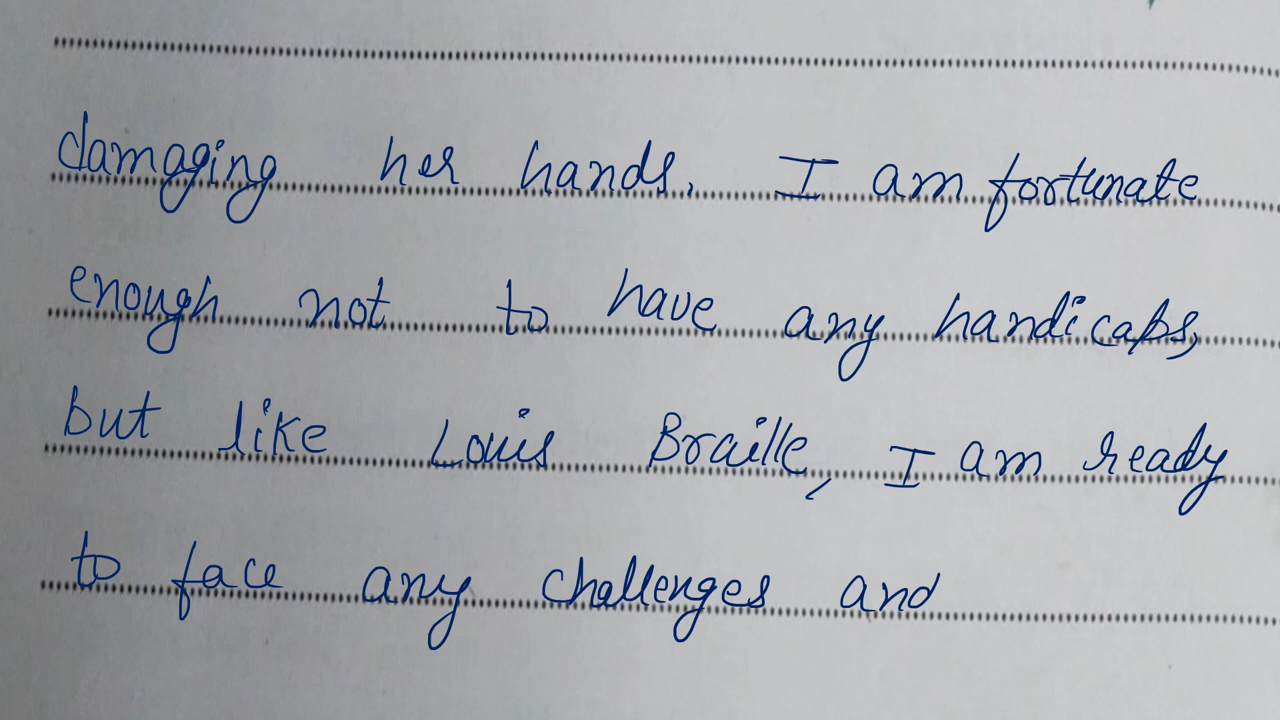 damaging her hands. I am fortunate
enough not to have any handicaps,
but like Louis Braille, I am ready
to face any challenges and